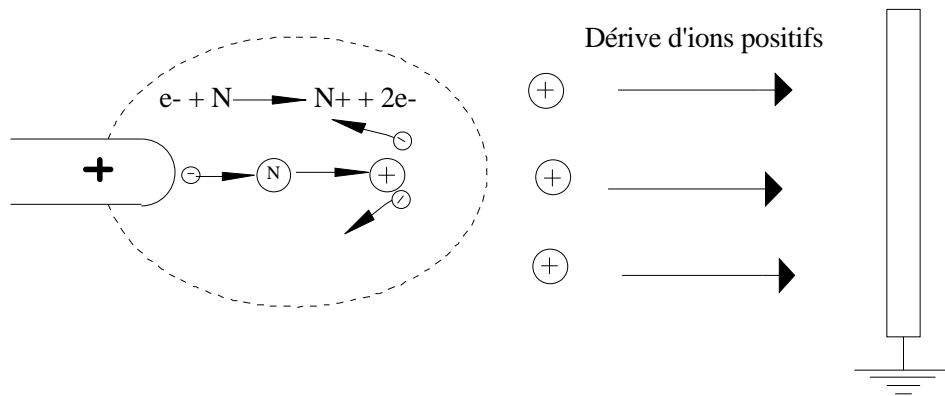 Dérive d'ions positifs
e- + N → N+ + 2e-
+
+
- N +
-
-
+
+